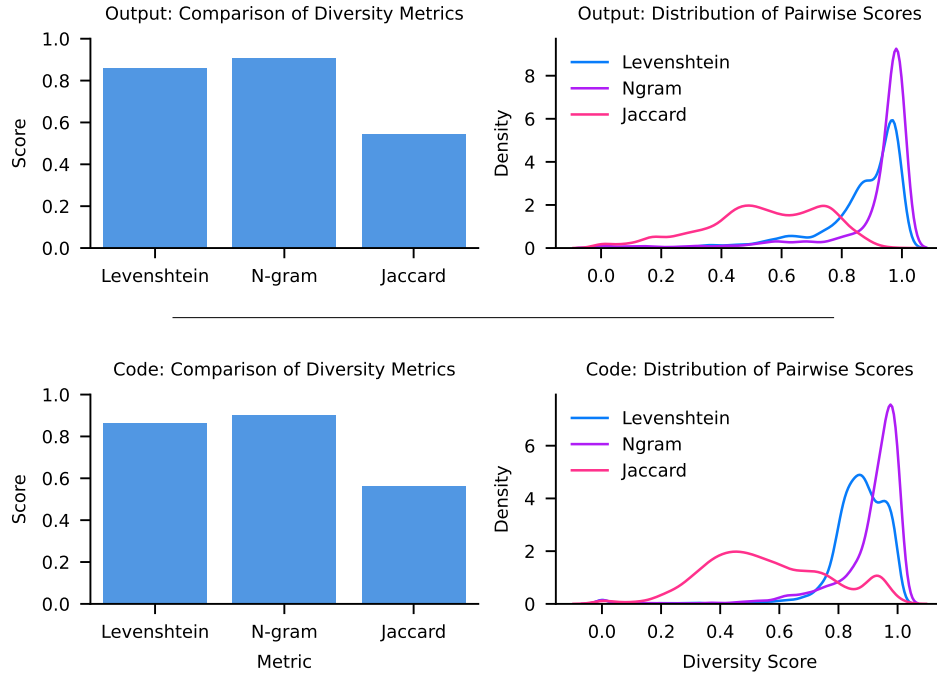 Output: Comparison of Diversity Metrics
Score
1.0
0.8
0.6
0.4
0.2
0.0
Levenshtein N-gram Jaccard
Output: Distribution of Pairwise Scores
Density
8
6
4
2
0
Levenshtein
Ngram
Jaccard
0.0 0.2 0.4 0.6 0.8 1.0
Code: Comparison of Diversity Metrics
Score
1.0
0.8
0.6
0.4
0.2
0.0
Levenshtein N-gram Jaccard
Metric
Code: Distribution of Pairwise Scores
Density
6
4
2
0
Levenshtein
Ngram
Jaccard
0.0 0.2 0.4 0.6 0.8 1.0
Diversity Score